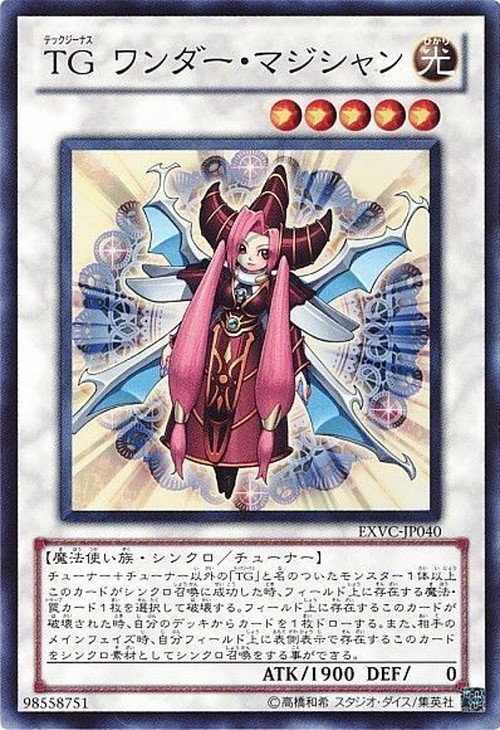 テックジーナス
TG ワンダー・マジシャン
ひかり
光
EXVC-JP040
【魔法使い族・シンクロ/チューナー】
チューナー+チューナー以外の「TG」と名のついたモンスター1体以上
このカードがシンクロ召喚に成功した時、フィールド上に存在する魔法・
罠カード1枚を選択して破壊する。フィールド上に存在するこのカードが
破壊された時、自分のデッキからカードを1枚ドローする。また、相手の
メインフェイズ時、自分フィールド上に表側表示で存在するこのカード
をシンクロ素材としてシンクロ召喚をする事ができる。
ATK/1900 DEF/ 0
98558751
©高橋和希 スタジオ・ダイス/集英社